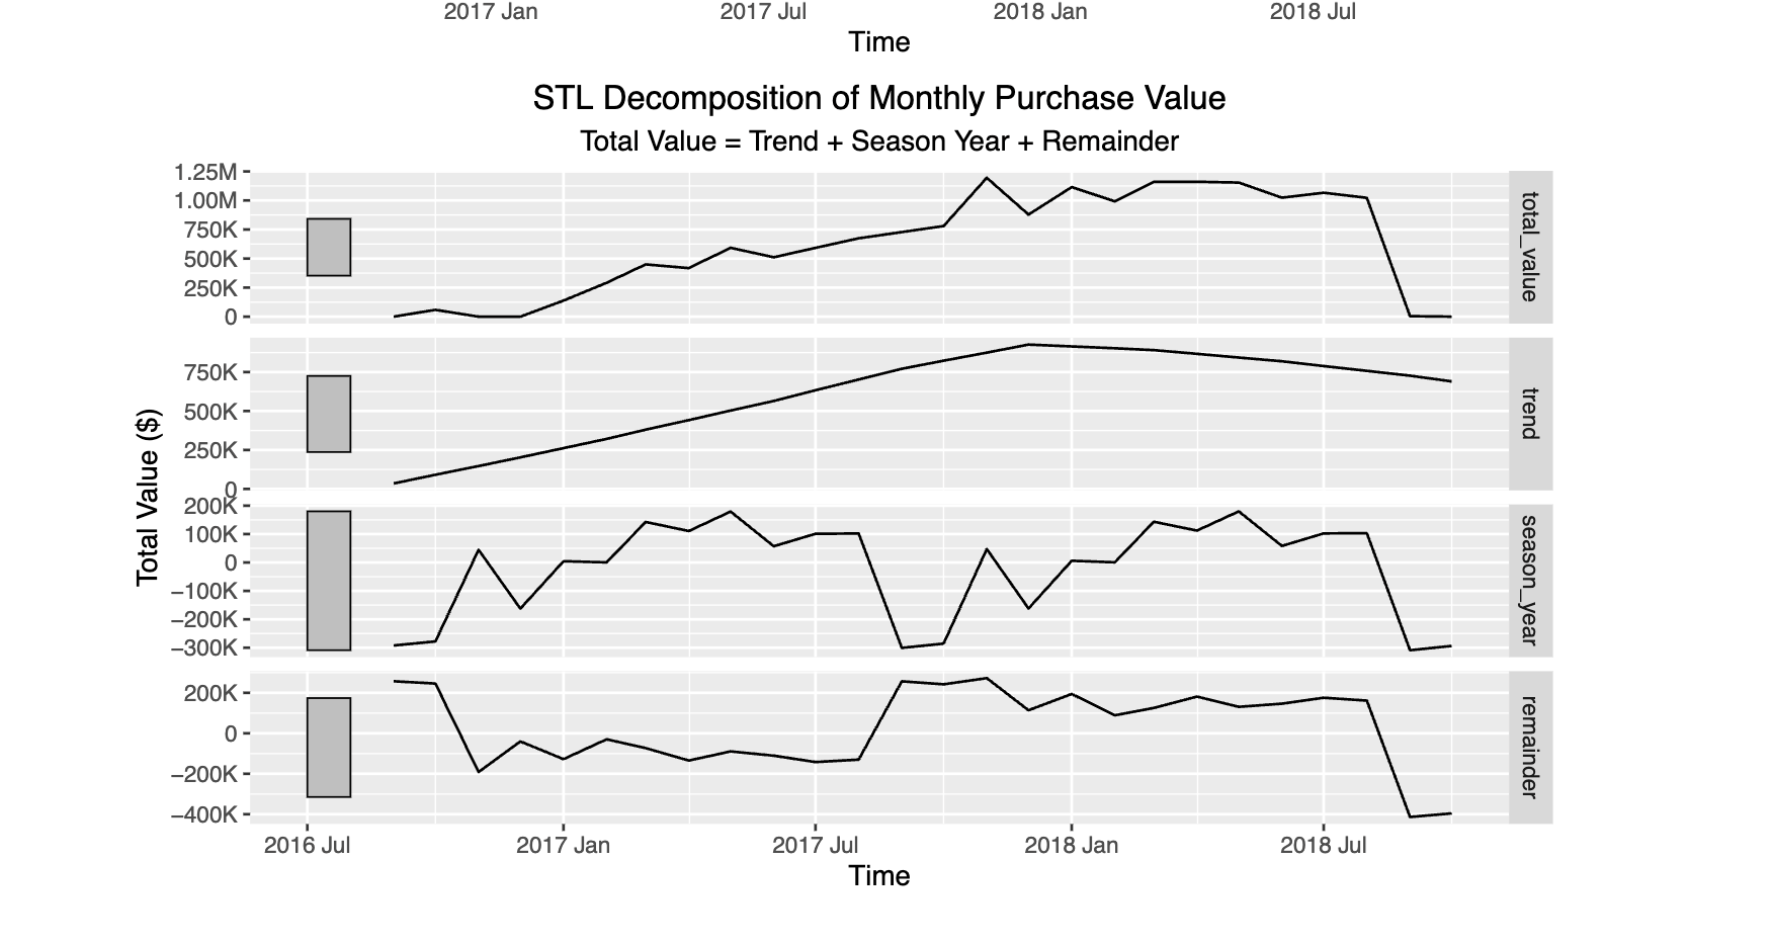 2017 Jan 2017 Jul 2018 Jan 2018 Jul
Time
STL Decomposition of Monthly Purchase Value
Total Value = Trend + Season Year + Remainder
Total Value ($)
1.25M
1.00M
750K
500K
250K
0
total_value
750K
500K
250K
0
trend
200K
100K
0
−100K
−200K
−300K
season_year
200K
0
−200K
−400K
remainder
2016 Jul 2017 Jan 2017 Jul 2018 Jan 2018 Jul
Time